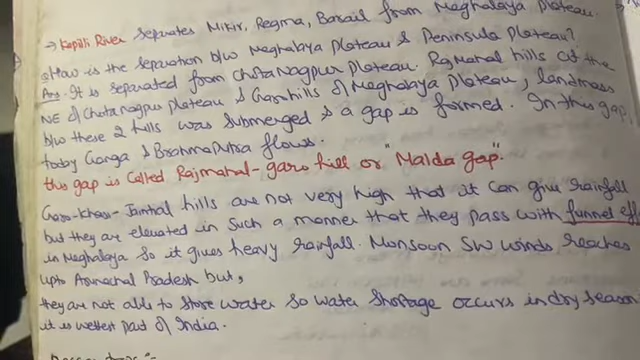 → Kopili River separates Mikir, Regma, Barail from Meghalaya plateau.
How is the separation b/w Meghalaya plateau & Peninsula plateau?
Ans. It is separated from Chotanagpur plateau. Rajmahal hills at the
NE of Chotanagpur plateau & Garo hills of Meghalaya plateau, landmass
b/w these 2 hills was submerged & a gap is formed. In this gap,
today Ganga & Brahmaputra flows.
this gap is called Rajmahal-garo hill or "Malda gap".
Garo-Khasi-Jaintial hills are not very high that it can give rainfall
but they are elevated in such a manner that they pass with funnel eff
in Meghalaya so it gives heavy rainfall. Monsoon SW winds reaches
upto Arunachal Pradesh but,
they are not able to store water so water shortage occurs in dry season
it is wettest part of India.